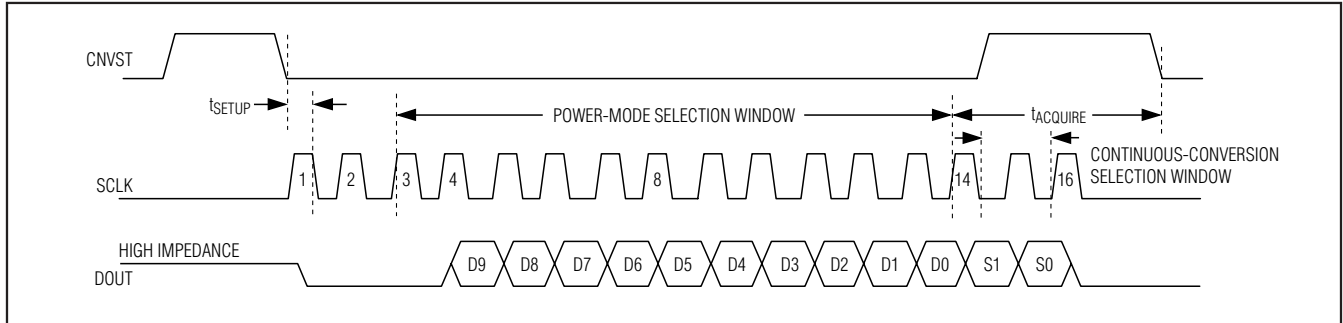 CNVST
tSETUP
POWER-MODE SELECTION WINDOW
tACQUIRE
CONTINUOUS-CONVERSION
SELECTION WINDOW
SCLK
1 2 3 4 8 14 16
HIGH IMPEDANCE
DOUT
D9 D8 D7 D6 D5 D4 D3 D2 D1 D0 S1 S0